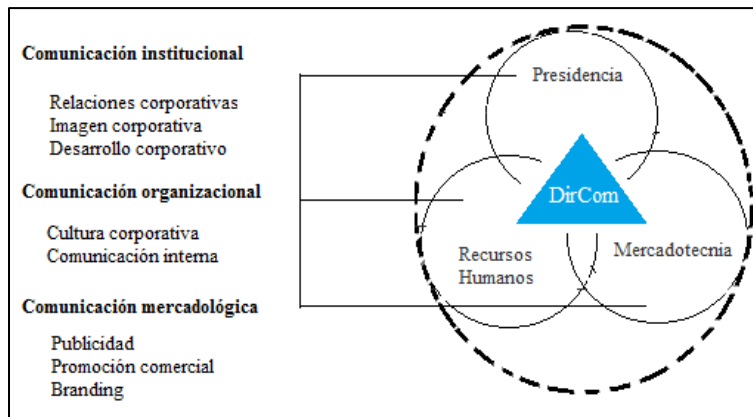 Comunicación institucional
Relaciones corporativas
Imagen corporativa
Desarrollo corporativo
Comunicación organizacional
Cultura corporativa
Comunicación interna
Comunicación mercadológica
Publicidad
Promoción comercial
Branding
Presidencia
DirCom
Recursos
Humanos
Mercadotecnia